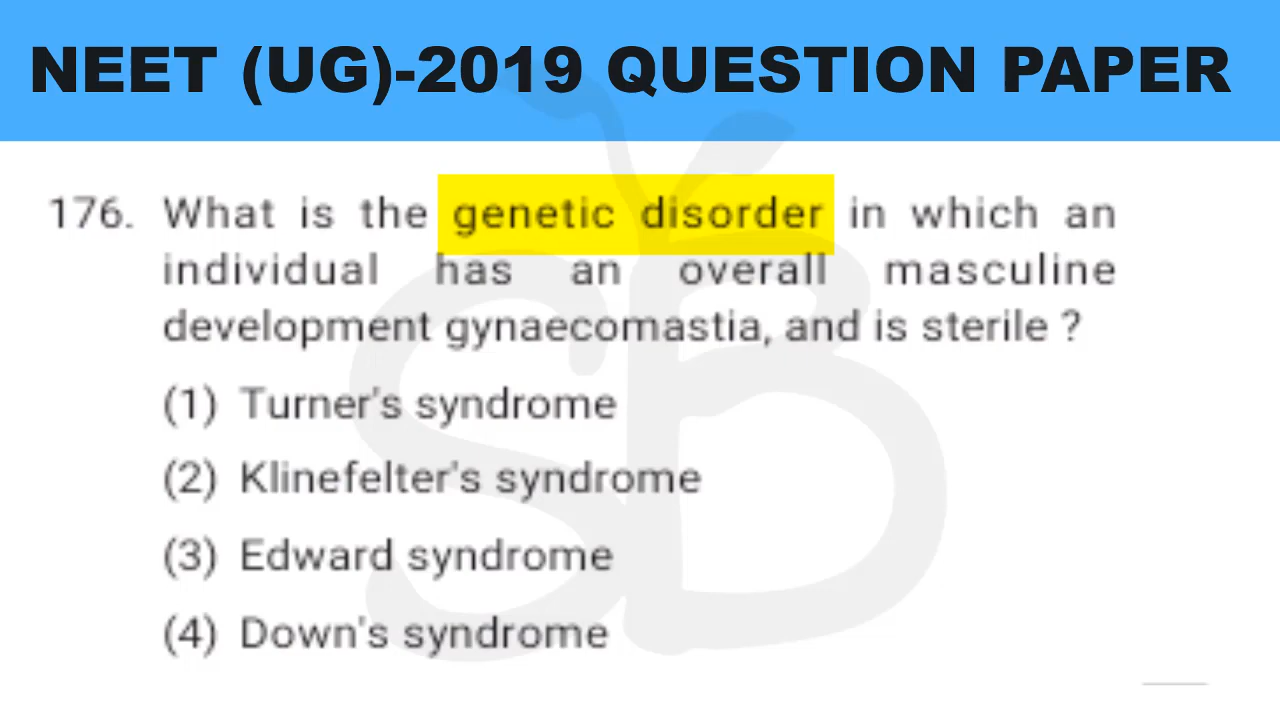 NEET (UG)-2019 QUESTION PAPER
176. What is the genetic disorder in which an
individual has an overall masculine
development gynaecomastia, and is sterile ?
(1) Turner's syndrome
(2) Klinefelter's syndrome
(3) Edward syndrome
(4) Down's syndrome
SB